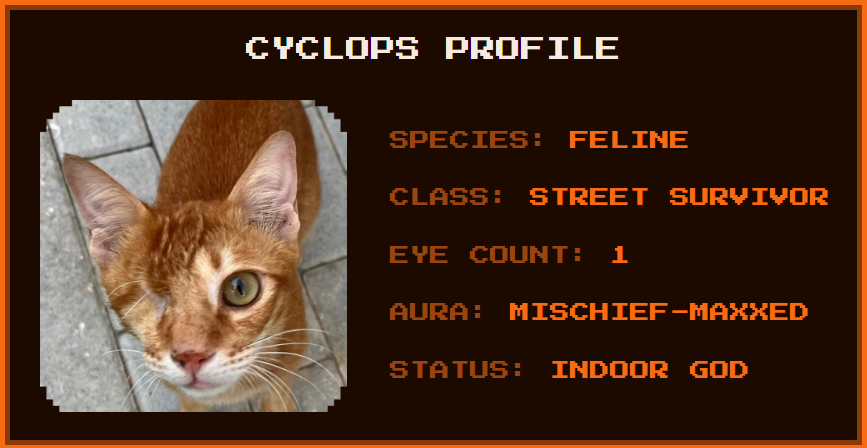 CYCLOPS PROFILE
SPECIES: FELINE
CLASS: STREET SURVIVOR
EYE COUNT: 1
AURA: MISCHIEF-MAXXED
STATUS: INDOOR GOD